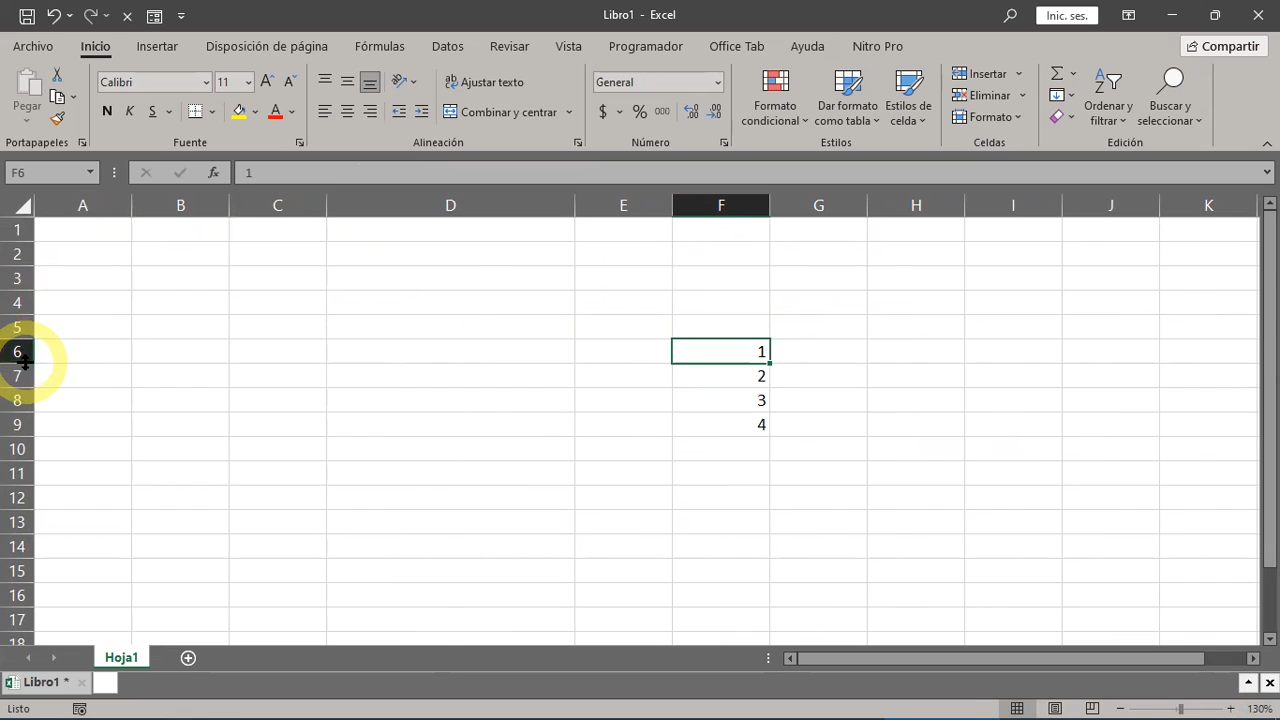 Libro1 - Excel
Inic. ses.
Archivo Inicio Insertar Disposición de página Fórmulas Datos Revisar Vista Programador Office Tab Ayuda Nitro Pro Compartir
Pegar
Portapapeles
Calibri 11
N K S
Fuente
Ajustar texto
Combinar y centrar
Alineación
General
$ % 000
Número
Formato condicional
Dar formato como tabla
Estilos de celda
Estilos
Insertar
Eliminar
Formato
Celdas
Ordenar y filtrar
Buscar y seleccionar
Edición
F6 fx 1
A B C D E F G H I J K
1
2
3
4
5
6 1
7 2
8 3
9 4
10
11
12
13
14
15
16
17
18
Hoja1
Libro1 *
Listo 130%